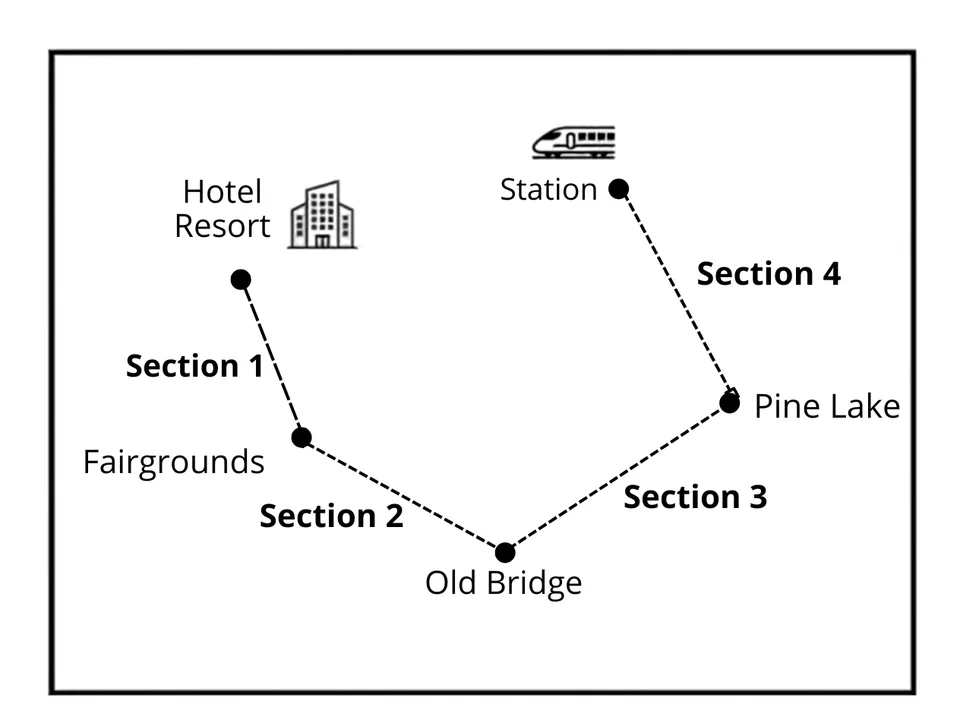 Hotel
Resort
Station
Section 4
Section 1
Pine Lake
Fairgrounds
Section 3
Section 2
Old Bridge